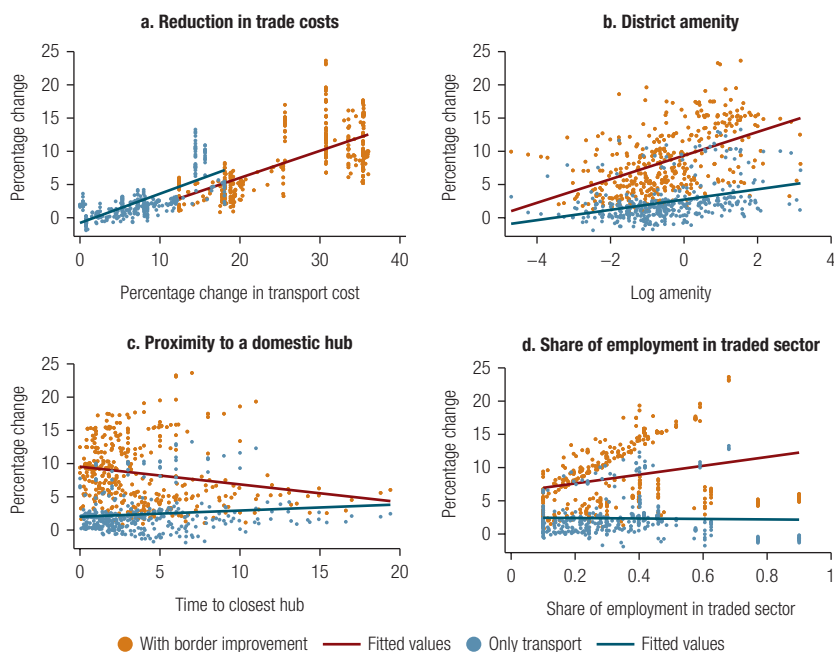 a. Reduction in trade costs
Percentage change
25
20
15
10
5
0
0 10 20 30 40
Percentage change in transport cost
b. District amenity
Percentage change
25
20
15
10
5
0
−4 −2 0 2 4
Log amenity
c. Proximity to a domestic hub
Percentage change
25
20
15
10
5
0
0 5 10 15 20
Time to closest hub
d. Share of employment in traded sector
Percentage change
25
20
15
10
5
0
0 0.2 0.4 0.6 0.8 1
Share of employment in traded sector
With border improvement Fitted values Only transport Fitted values